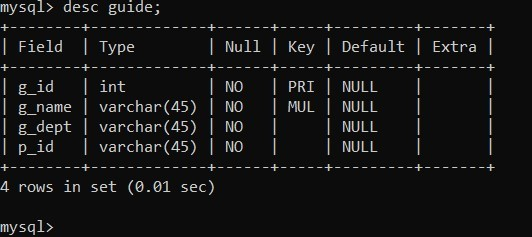 mysql> desc guide;
+--------+-------------+------+-----+---------+-------+
| Field  | Type        | Null | Key | Default | Extra |
+--------+-------------+------+-----+---------+-------+
| g_id   | int         | NO   | PRI | NULL    |       |
| g_name | varchar(45) | NO   | MUL | NULL    |       |
| g_dept | varchar(45) | NO   |     | NULL    |       |
| p_id   | varchar(45) | NO   |     | NULL    |       |
+--------+-------------+------+-----+---------+-------+
4 rows in set (0.01 sec)
mysql>